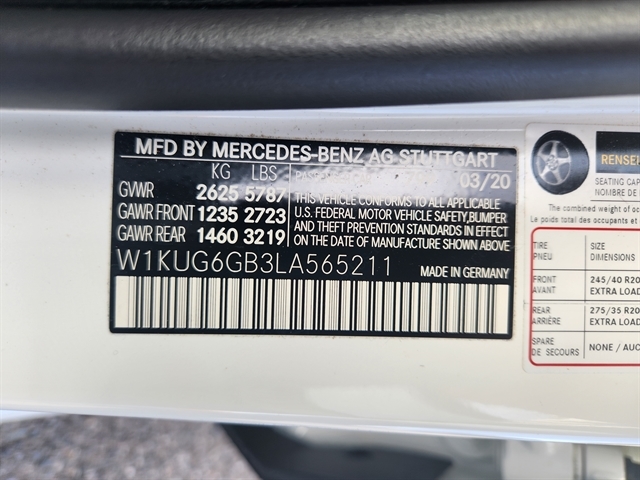 MFD BY MERCEDES-BENZ AG STUTTGART
KG LBS
03/20
GVWR 2625 5787
GAWR FRONT 1235 2723
GAWR REAR 1460 3219
THIS VEHICLE CONFORMS TO ALL APPLICABLE
U.S. FEDERAL MOTOR VEHICLE SAFETY,BUMPER
AND THEFT PREVENTION STANDARDS IN EFFECT
ON THE DATE OF MANUFACTURE SHOWN ABOVE
W1KUG6GB3LA565211 MADE IN GERMANY
SEATING CAP
NOMBRE DE
The combined weight of oc
Le poids total des occup
TIRE
PNEU
SIZE
DIMENSIONS
FRONT
AVANT
245/40 R20
EXTRA LOAD
REAR
ARRIÈRE
275/35 R20
EXTRA LOAD
SPARE
DE SECOURS
NONE / AUC